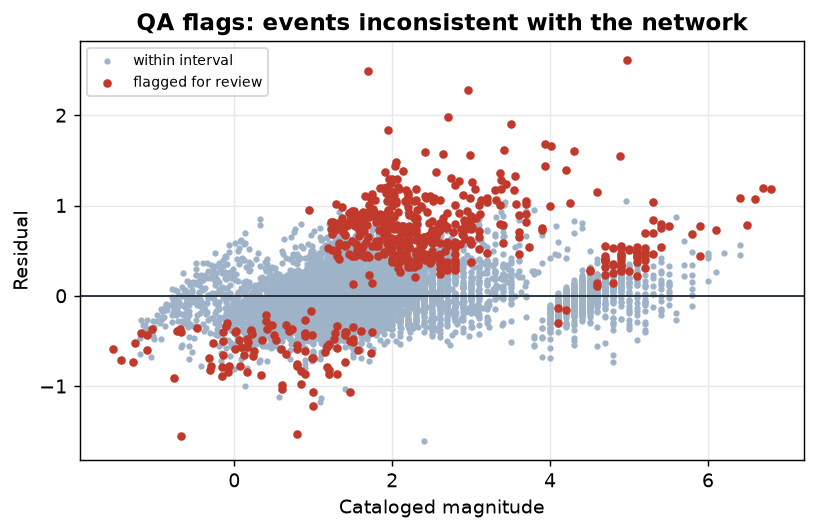 QA flags: events inconsistent with the network
within interval
flagged for review
2
1
0
−1
Residual
0
2
4
6
Cataloged magnitude